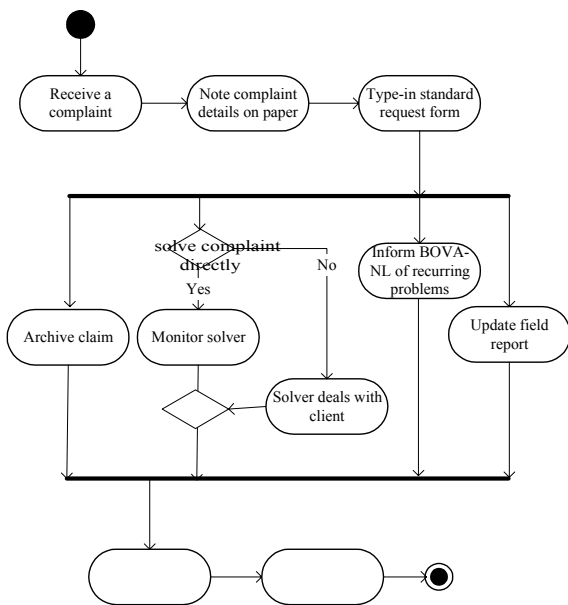 Receive a
complaint
Note complaint
details on paper
Type-in standard
request form
solve complaint
directly
No
Yes
Inform BOVA-
NL of recurring
problems
Archive claim
Monitor solver
Update field
report
Solver deals with
client